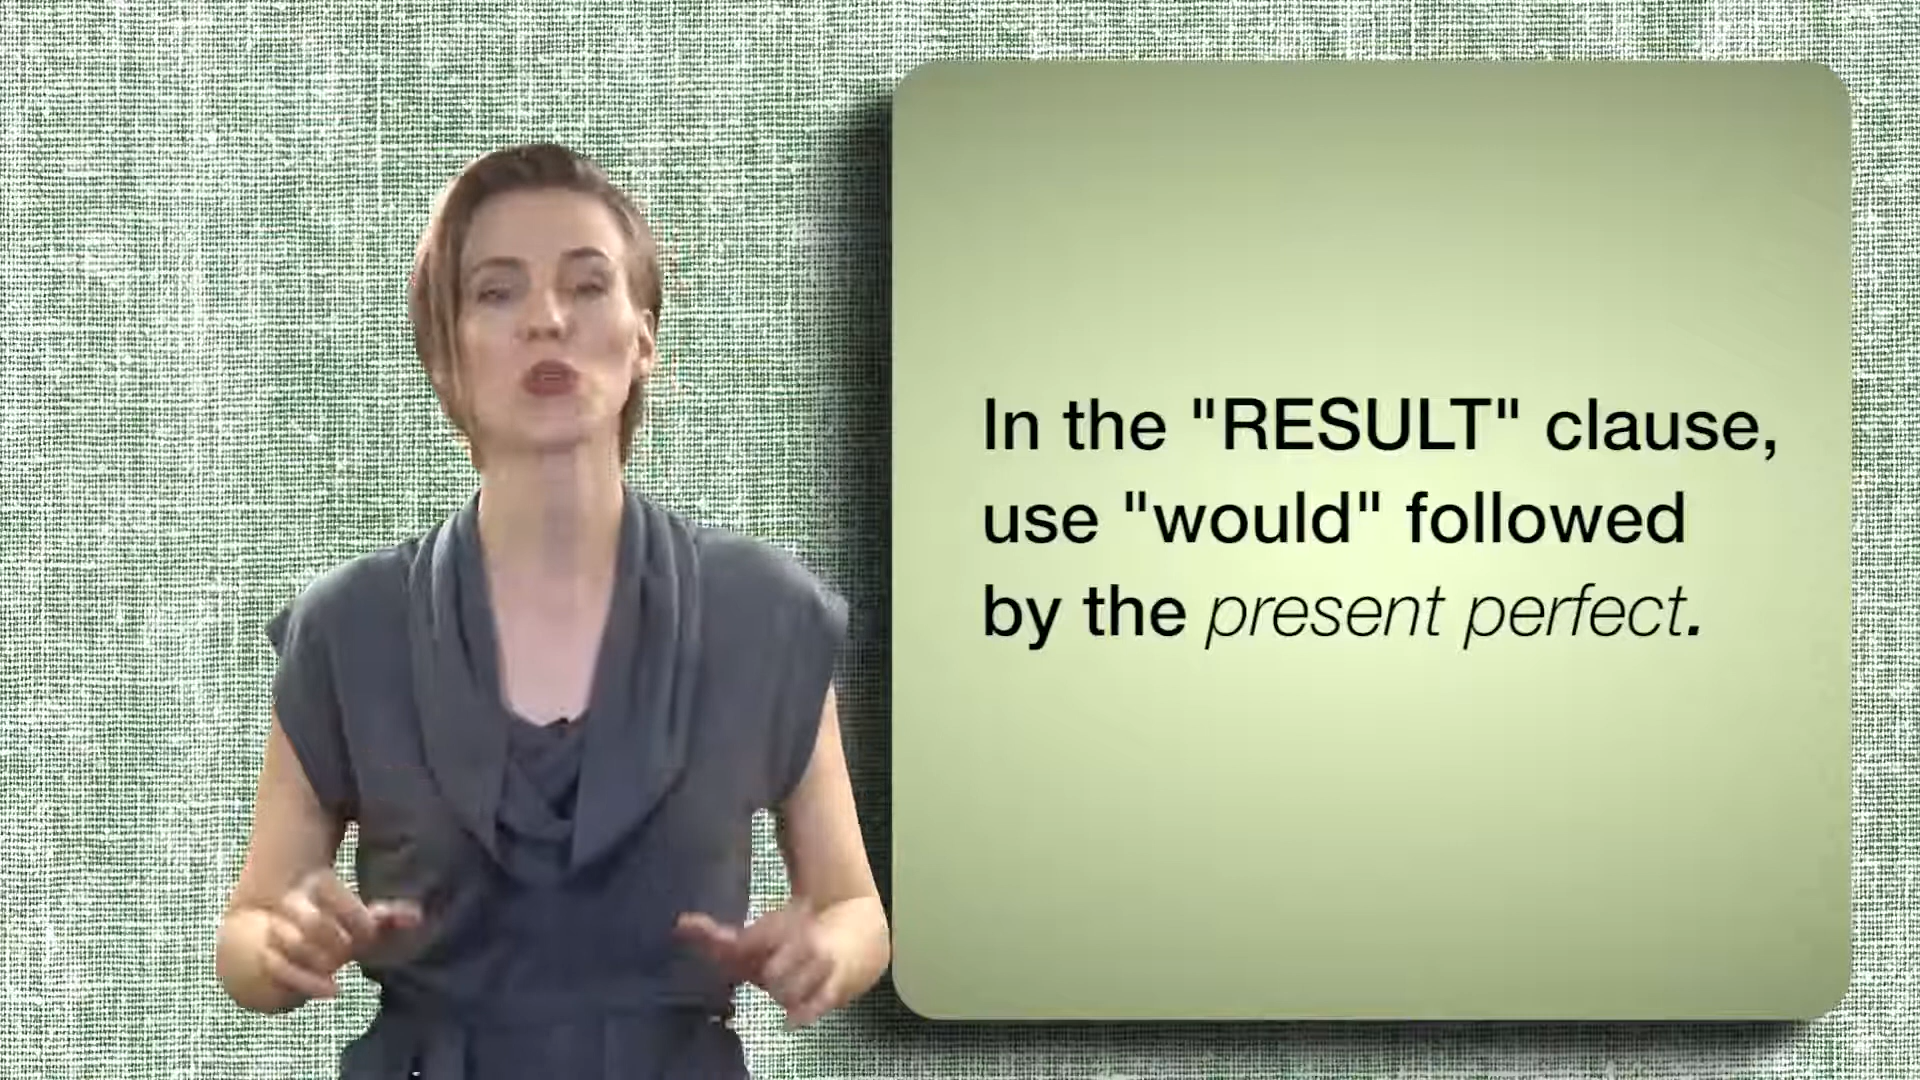 In the "RESULT" clause,
use "would" followed
by the present perfect.